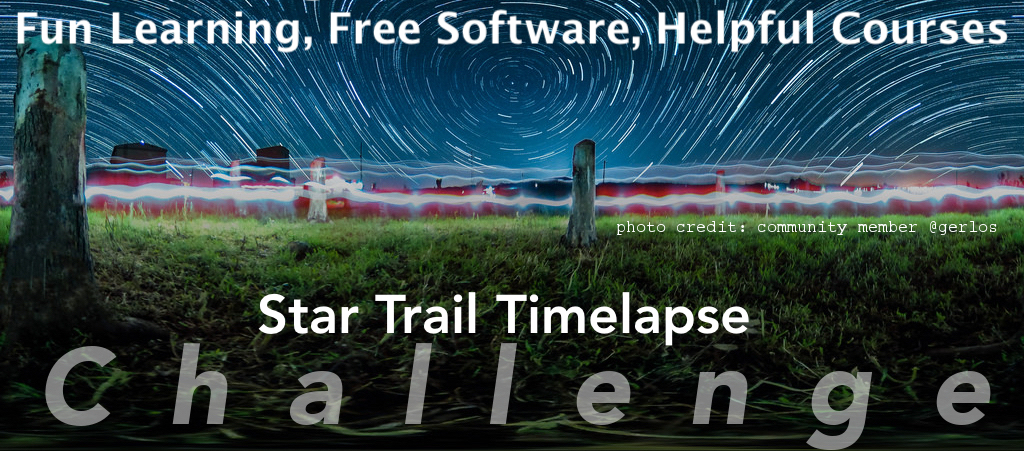 Fun Learning, Free Software, Helpful Courses
photo credit: community member @gerlos
Star Trail Timelapse
Challenge